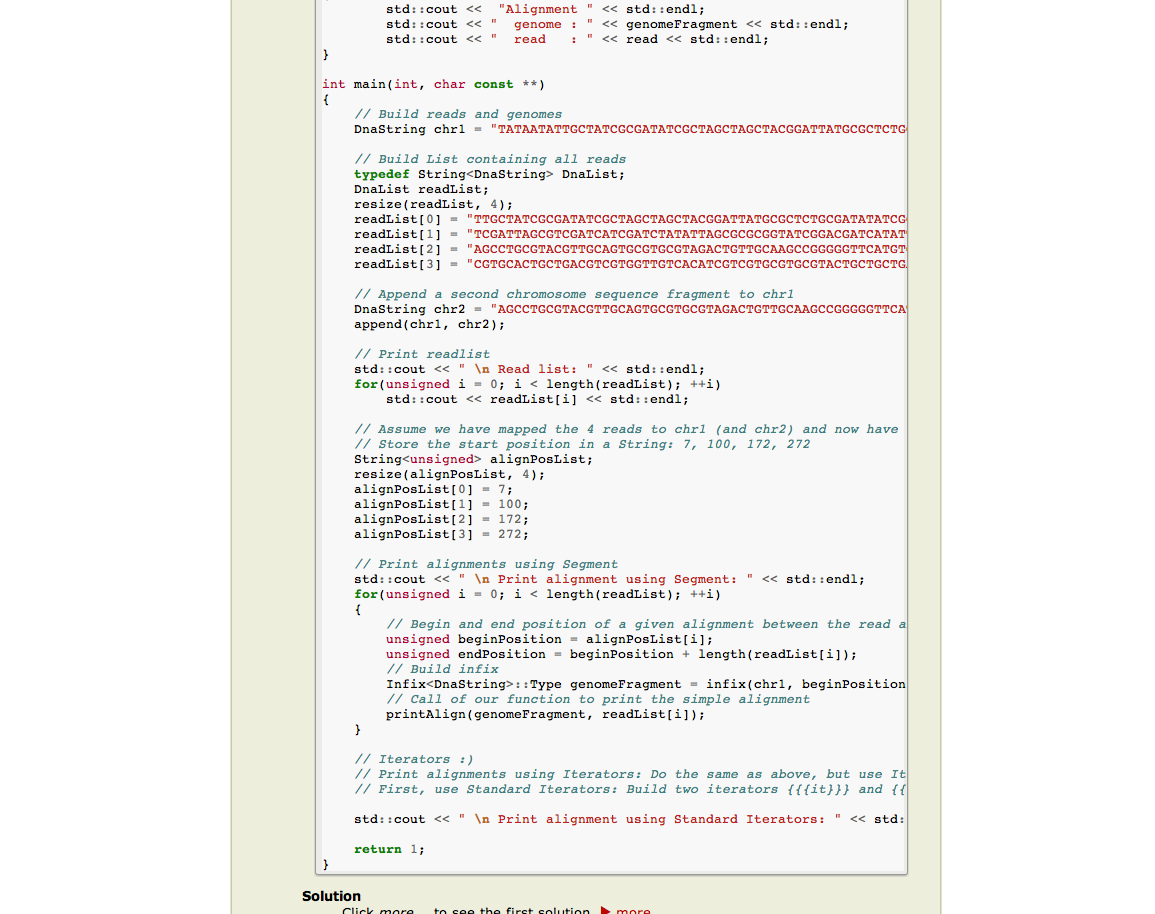 std::cout <<  "Alignment " << std::endl;
std::cout << "  genome : " << genomeFragment << std::endl;
std::cout << "  read   : " << read << std::endl;
}
int main(int, char const **)
{
// Build reads and genomes
DnaString chr1 = "TATAATATTGCTATCGCGATATCGCTAGCTAGCTACGGATTATGCGCTCTG
// Build List containing all reads
typedef String<DnaString> DnaList;
DnaList readList;
resize(readList, 4);
readList[0] = "TTGCTATCGCGATATCGCTAGCTAGCTACGGATTATGCGCTCTGCGATATATCG
readList[1] = "TCGATTAGCGTCGATCATCGATCTATATTAGCGCGCGGTATCGGACGATCATAT
readList[2] = "AGCCTGCGTACGTTGCAGTGCGTGCGTAGACTGTTGCAAGCCGGGGGTTCATGT
readList[3] = "CGTGCACTGCTGACGTCGTGGTTGTCACATCGTCGTGCGTGCGTACTGCTGCTG
// Append a second chromosome sequence fragment to chr1
DnaString chr2 = "AGCCTGCGTACGTTGCAGTGCGTGCGTAGACTGTTGCAAGCCGGGGGTTCA
append(chr1, chr2);
// Print readlist
std::cout << " \n Read list: " << std::endl;
for(unsigned i = 0; i < length(readList); ++i)
std::cout << readList[i] << std::endl;
// Assume we have mapped the 4 reads to chr1 (and chr2) and now have
// Store the start position in a String: 7, 100, 172, 272
String<unsigned> alignPosList;
resize(alignPosList, 4);
alignPosList[0] = 7;
alignPosList[1] = 100;
alignPosList[2] = 172;
alignPosList[3] = 272;
// Print alignments using Segment
std::cout << " \n Print alignment using Segment: " << std::endl;
for(unsigned i = 0; i < length(readList); ++i)
{
// Begin and end position of a given alignment between the read a
unsigned beginPosition = alignPosList[i];
unsigned endPosition = beginPosition + length(readList[i]);
// Build infix
Infix<DnaString>::Type genomeFragment = infix(chr1, beginPosition
// Call of our function to print the simple alignment
printAlign(genomeFragment, readList[i]);
}
// Iterators :)
// Print alignments using Iterators: Do the same as above, but use It
// First, use Standard Iterators: Build two iterators {{{it}}} and {{
std::cout << " \n Print alignment using Standard Iterators: " << std:
return 1;
}
Solution
Click more... to see the first solution. more